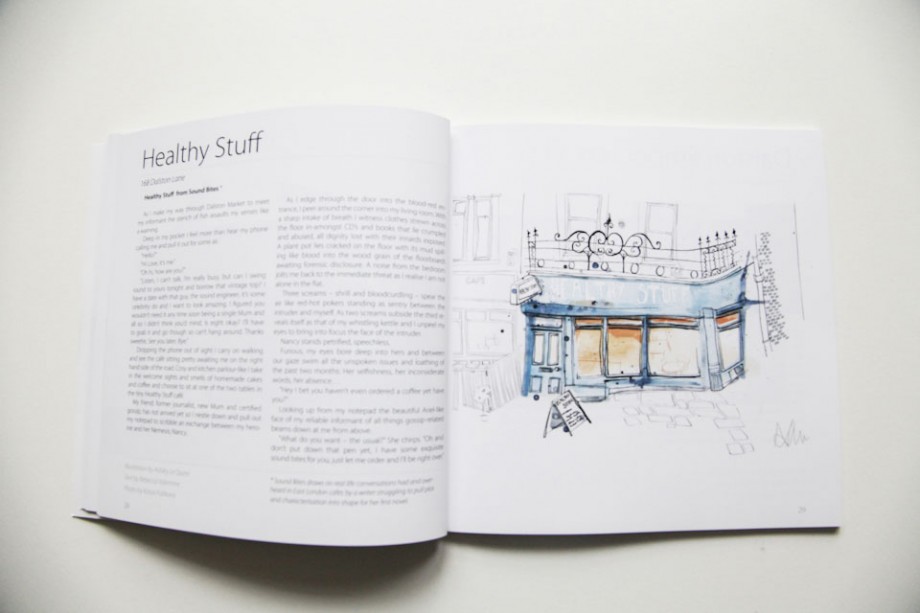 Healthy Stuff
168 Dalston Lane
Healthy Stuff from Sound Bites *
As I make my way through Dalston Market to meet
my informant the stench of fish assaults my senses like
a warning.
Deep in my pocket I feel more than hear my phone
calling me and pull it out for some air.
"Hello?"
"Hi Love, it's me."
"Oh hi, how are you?"
"Listen, I can't talk, I'm really busy but can I swing
round to yours tonight and borrow that vintage top? I
have a date with that guy, the sound engineer, it's some
celebrity do and I want to look amazing. I figured you
wouldn't need it any time soon being a single Mum and
all so I didn't think you'd mind, 8 night okay? I'll have
to grab it and go though so can't hang around. Thanks
sweetie. See you later. Bye"
Dropping the phone out of sight I carry on walking
and see the café sitting pretty awaiting me on the right
hand side of the road. Cosy and kitchen parlour-like I take
in the welcome sights and smells of homemade cakes
and coffee and choose to sit at one of the two tables in
the tiny Healthy Stuff café.
My friend, former journalist, new Mum and certified
gossip has not arrived yet so I settle down and pull out
my notepad to scribble an exchange between my hero-
ine and her Nemesis, Nancy.
As I edge through the door into the blood-red en-
trance, I peer around the corner into my living room. With
a sharp intake of breath I witness clothes strewn across
the floor in-amongst CD's and books that lie crumpled
and abused, all dignity lost with their innards exposed.
A plant pot lies cracked on the floor with its mud spill-
ing like blood into the wood grain of the floorboards
awaiting forensic disclosure. A noise from the bedroom
jolts me back to the immediate threat as I realise I am not
alone in the flat.
Three screams – shrill and bloodcurdling – spear the
air like red-hot pokers standing as sentry between the
intruder and myself. As two screams subside the third re-
veals itself as that of my whistling kettle and I unpeel my
eyes to bring into focus the face of the intruder.
Nancy stands petrified, speechless.
Furious, my eyes bore deep into hers and between
our gaze swim all the unspoken issues and loathing of
the past two months. Her selfishness, her inconsiderate
words, her absence.
"Hey I bet you haven't even ordered a coffee yet have
you?"
Looking up from my notepad the beautiful Asian-like
face of my reliable informant of all things gossip-related
beams down at me from above.
"What do you want – the usual?" She chirps. "Oh and
don't put down that pen yet, I have some exquisite
sound bites for you, just let me order and I'll be right over!"
* Sound Bites draws on real life conversations had and over-
heard in East London cafés by a writer struggling to pull plot
and characterisation into shape for her first novel.
28
CAFE
HEALTHY STUFF
29